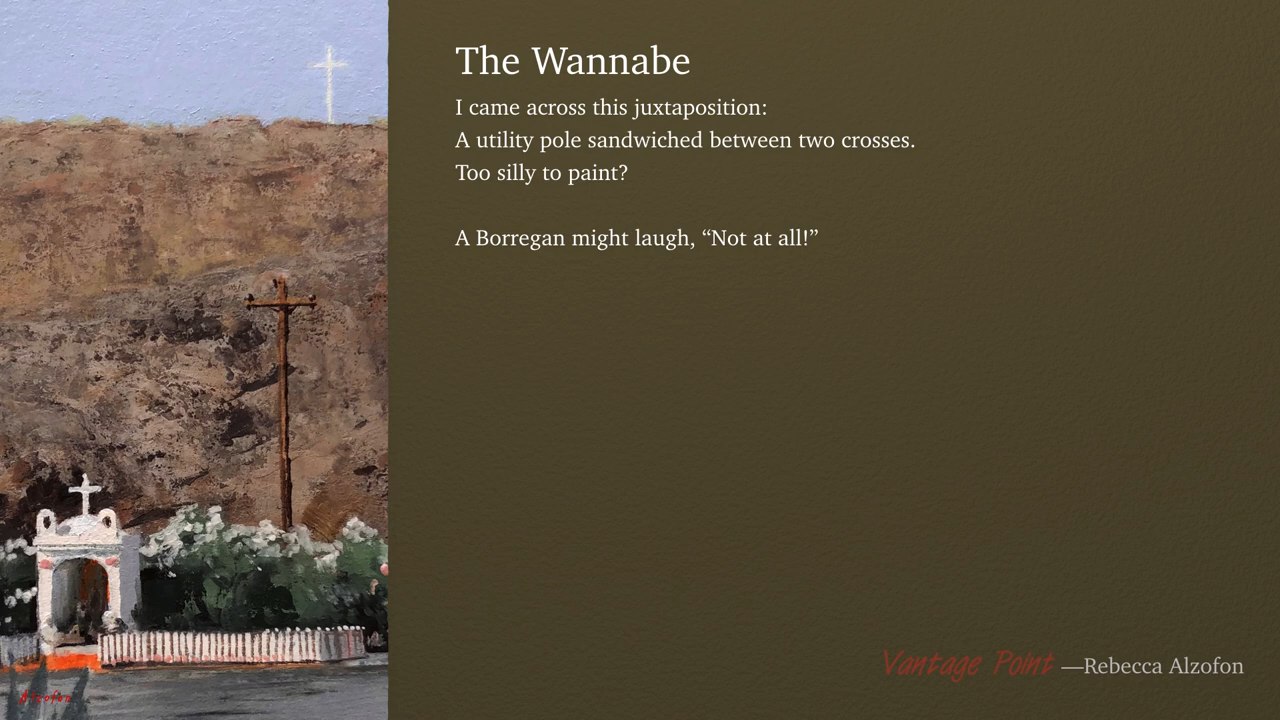 The Wannabe
I came across this juxtaposition:
A utility pole sandwiched between two crosses.
Too silly to paint?
A Borregan might laugh, “Not at all!”
Vantage Point —Rebecca Alzofon
Alzofon